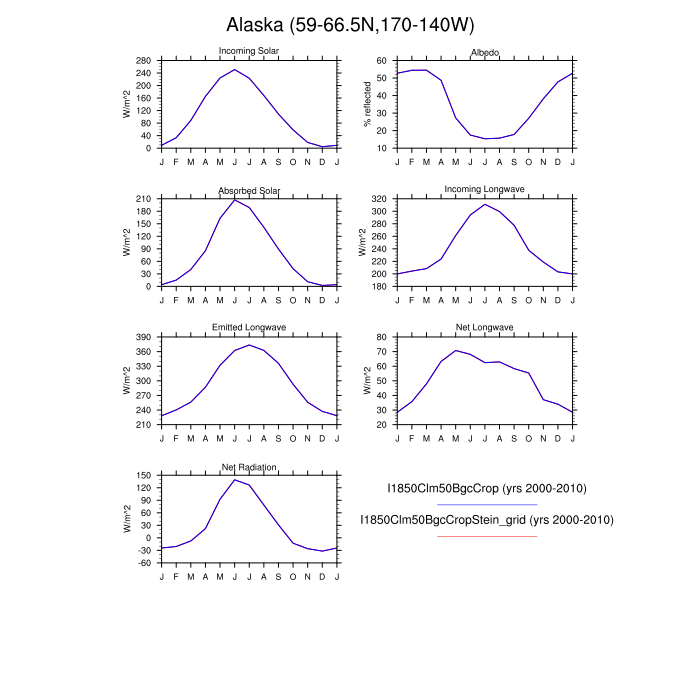 Alaska (59-66.5N,170-140W)
Incoming Solar
W/m^2
280
240
200
160
120
80
40
0
J F M A M J J A S O N D J
Albedo
% reflected
60
50
40
30
20
10
J F M A M J J A S O N D J
Absorbed Solar
W/m^2
210
180
150
120
90
60
30
0
J F M A M J J A S O N D J
Incoming Longwave
W/m^2
320
300
280
260
240
220
200
180
J F M A M J J A S O N D J
Emitted Longwave
W/m^2
390
360
330
300
270
240
210
J F M A M J J A S O N D J
Net Longwave
W/m^2
80
70
60
50
40
30
20
J F M A M J J A S O N D J
Net Radiation
W/m^2
150
120
90
60
30
0
-30
-60
J F M A M J J A S O N D J
I1850Clm50BgcCrop (yrs 2000-2010)
I1850Clm50BgcCropStein_grid (yrs 2000-2010)